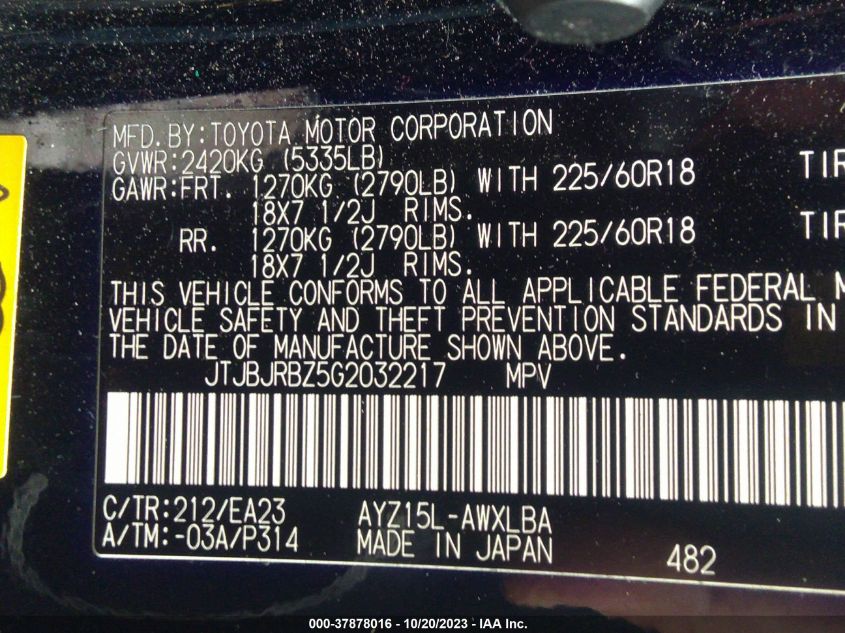 MFD.BY:TOYOTA MOTOR CORPORATION
GVWR:2420KG (5335LB)
GAWR:FRT. 1270KG (2790LB) WITH 225/60R18 TIR
18X7 1/2J RIMS.
RR. 1270KG (2790LB) WITH 225/60R18 TIR
18X7 1/2J RIMS.
THIS VEHICLE CONFORMS TO ALL APPLICABLE FEDERAL M
VEHICLE SAFETY AND THEFT PREVENTION STANDARDS IN
THE DATE OF MANUFACTURE SHOWN ABOVE.
JTJBJRBZ5G2032217 MPV
C/TR:212/EA23 AYZ15L-AWXLBA
A/TM:-03A/P314 MADE IN JAPAN 482
000-37878016 - 10/20/2023 - IAA Inc.